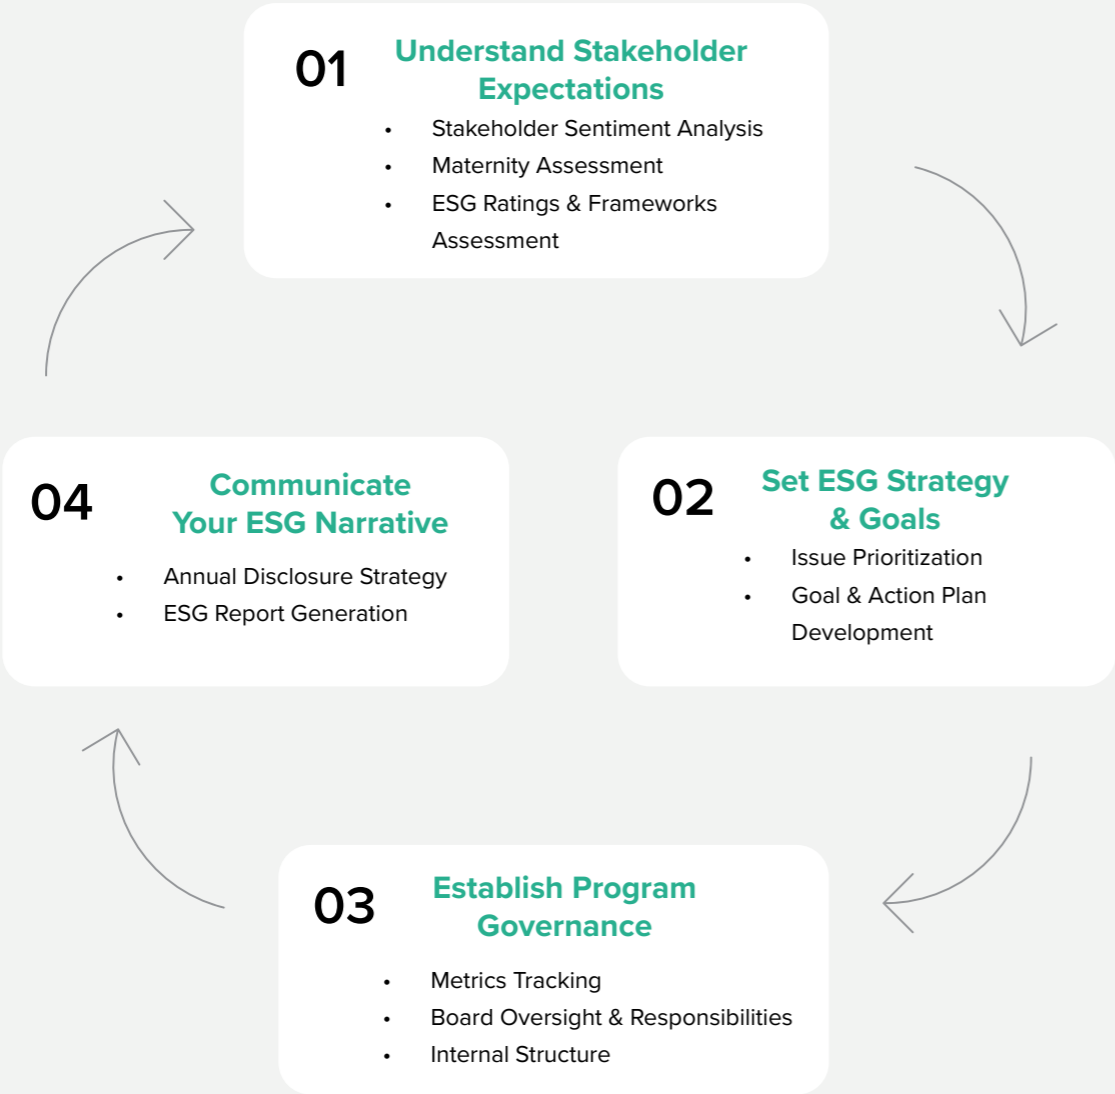 01
Understand Stakeholder
Expectations
• Stakeholder Sentiment Analysis
• Maternity Assessment
• ESG Ratings & Frameworks
Assessment
02
Set ESG Strategy
& Goals
• Issue Prioritization
• Goal & Action Plan
Development
03
Establish Program
Governance
• Metrics Tracking
• Board Oversight & Responsibilities
• Internal Structure
04
Communicate
Your ESG Narrative
• Annual Disclosure Strategy
• ESG Report Generation